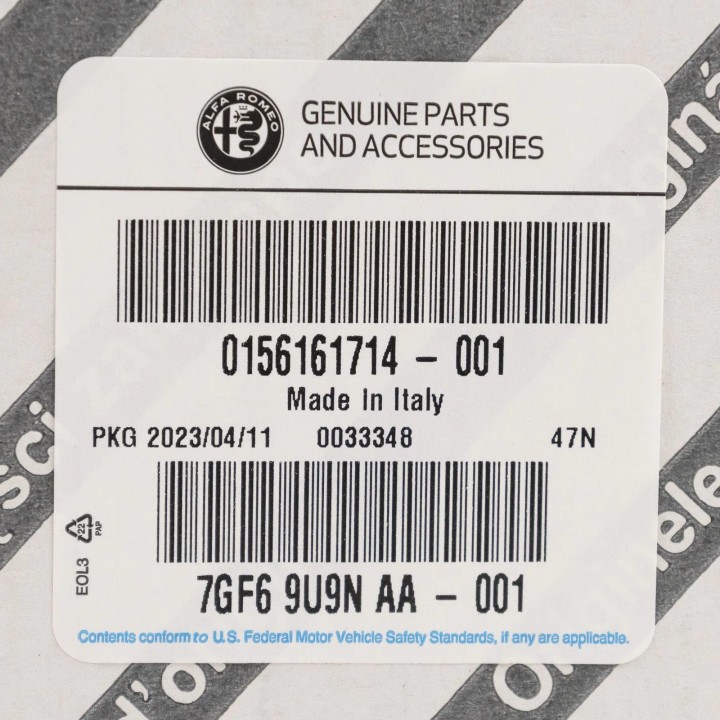 ALFA ROMEO
GENUINE PARTS
AND ACCESSORIES
0156161714 - 001
Made In Italy
PKG 2023/04/11 0033348 47N
22
PAP
EOL3
7GF6 9U9N AA - 001
Contents conform to U.S. Federal Motor Vehicle Safety Standards, if any are applicable.